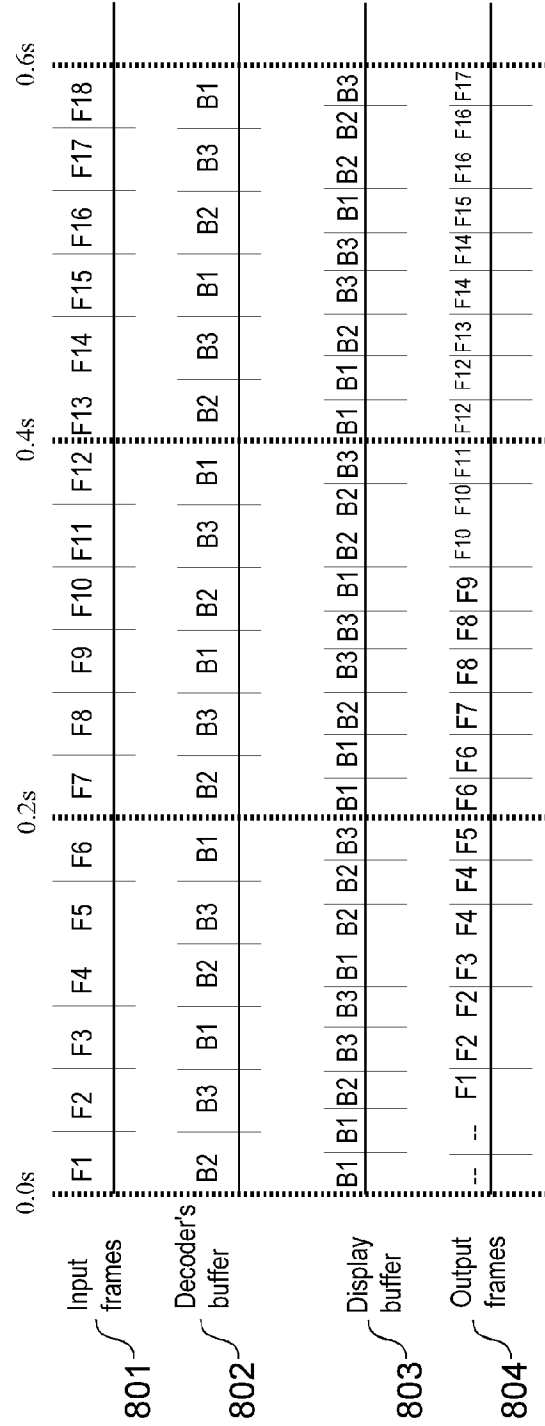 0.0s 0.2s 0.4s 0.6s
Input frames F1 F2 F3 F4 F5 F6 F7 F8 F9 F10 F11 F12 F13 F14 F15 F16 F17 F18
801
Decoder's buffer B2 B3 B1 B2 B3 B1 B2 B3 B1 B2 B3 B1 B2 B3 B1 B2 B3 B1
802
Display buffer B1 B1 B2 B3 B3 B1 B2 B2 B3 B1 B1 B2 B3 B3 B1 B2 B2 B3 B1 B1 B2 B3 B3 B1 B2 B2 B3
803
Output frames -- -- F1 F2 F2 F3 F4 F4 F5 F6 F6 F7 F8 F8 F9 F10 F10 F11 F12 F12 F13 F14 F14 F15 F16 F16 F17
804